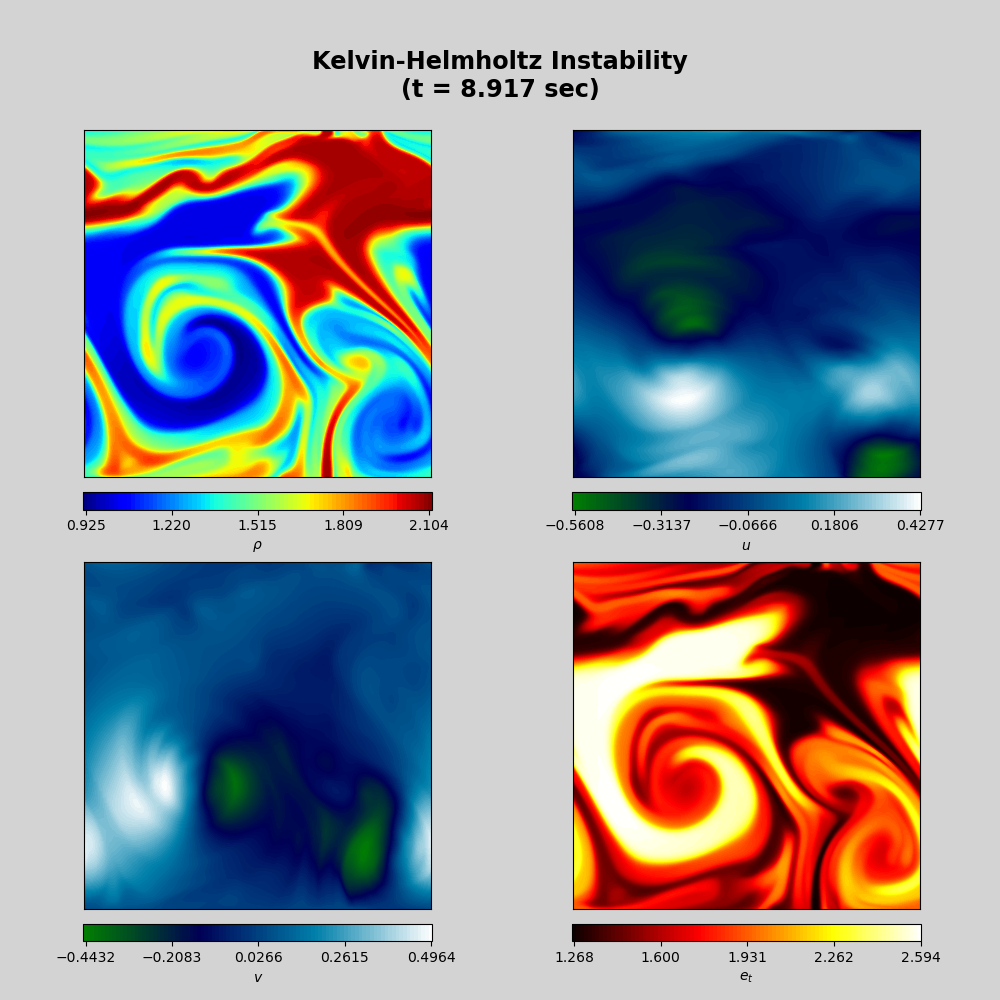 Kelvin-Helmholtz Instability
(t = 8.917 sec)
0.925 1.220 1.515 1.809 2.104
ρ
−0.5608 −0.3137 −0.0666 0.1806 0.4277
u
−0.4432 −0.2083 0.0266 0.2615 0.4964
v
1.268 1.600 1.931 2.262 2.594
eₜ